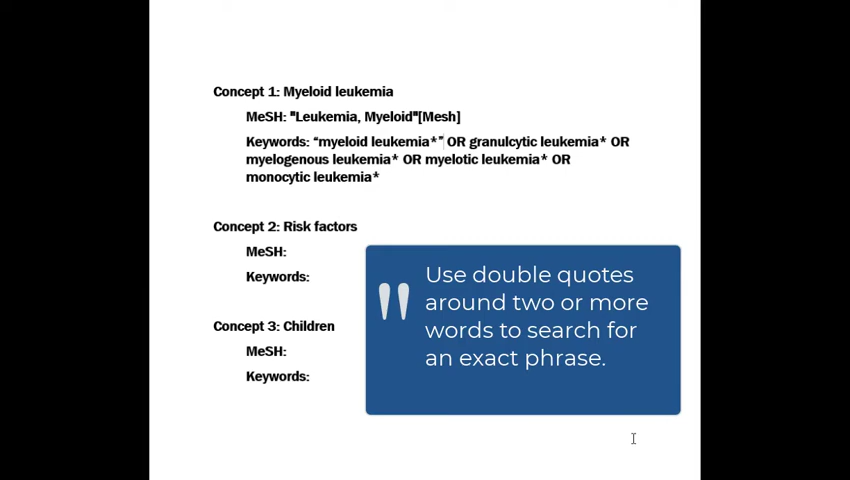 Concept 1: Myeloid leukemia
MeSH: "Leukemia, Myeloid"[Mesh]
Keywords: “myeloid leukemia*” OR granulcytic leukemia* OR
myelogenous leukemia* OR myelotic leukemia* OR
monocytic leukemia*
Concept 2: Risk factors
MeSH:
Keywords:
Concept 3: Children
MeSH:
Keywords:
" Use double quotes
around two or more
words to search for
an exact phrase.